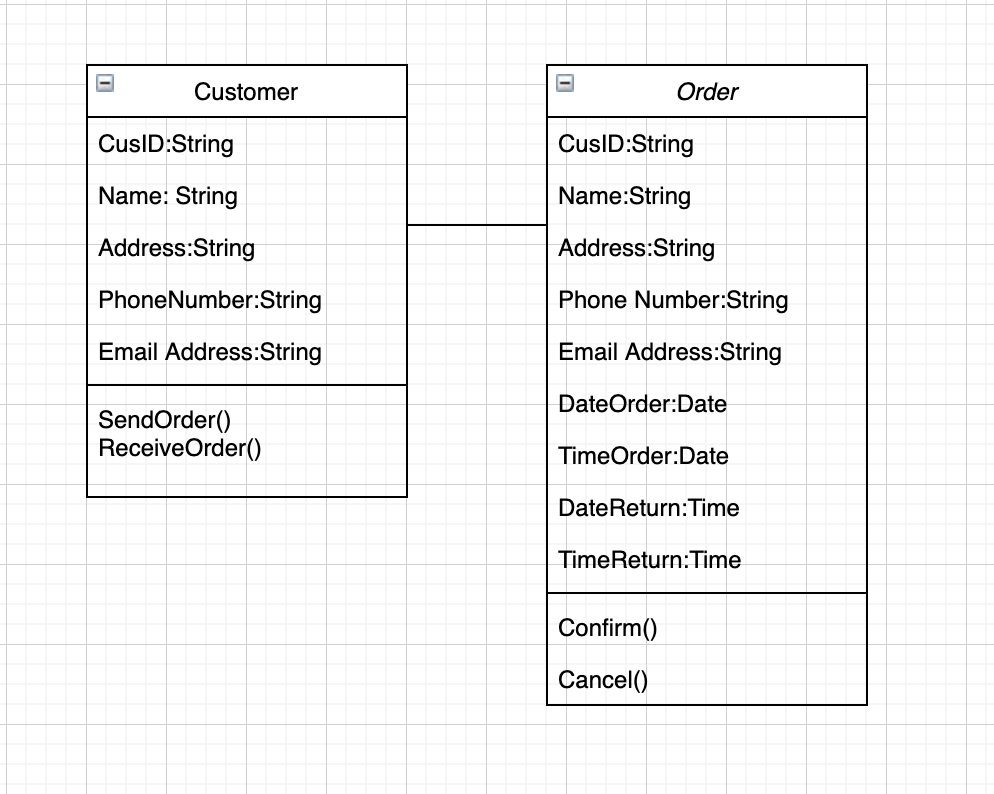 Customer
CusID:String
Name: String
Address:String
PhoneNumber:String
Email Address:String
SendOrder()
ReceiveOrder()
Order
CusID:String
Name:String
Address:String
Phone Number:String
Email Address:String
DateOrder:Date
TimeOrder:Date
DateReturn:Time
TimeReturn:Time
Confirm()
Cancel()